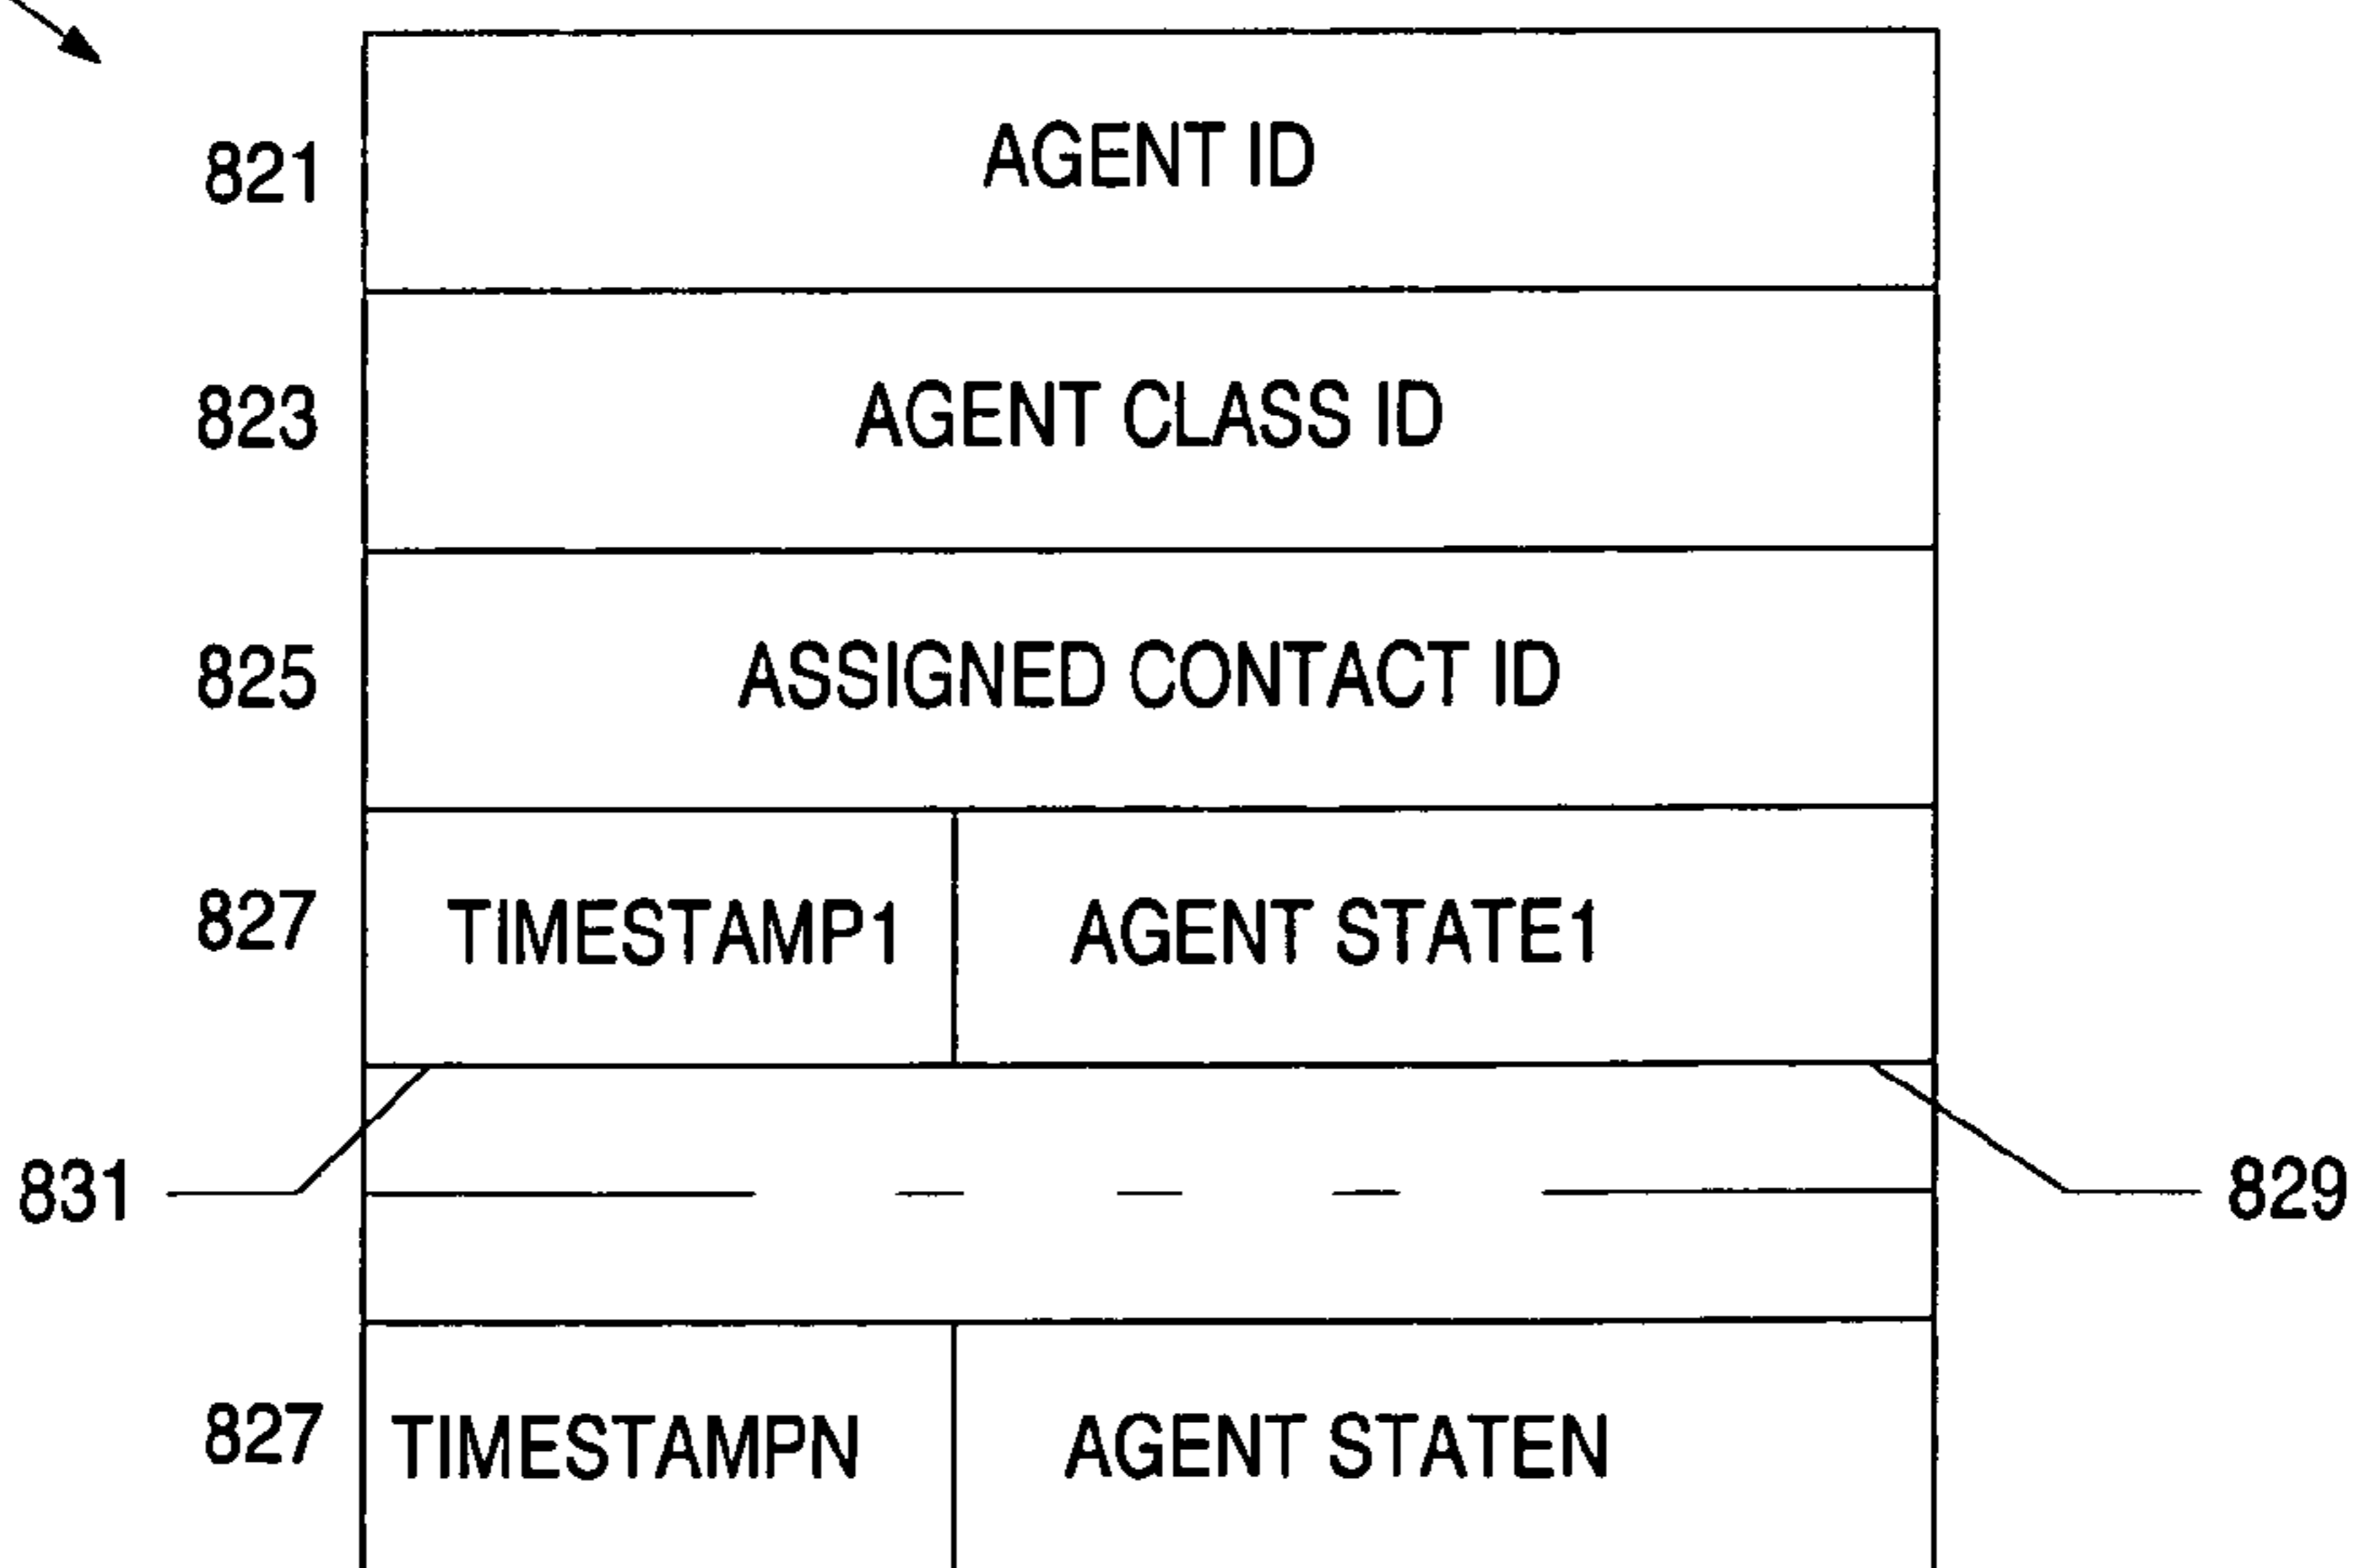 821 AGENT ID
823 AGENT CLASS ID
825 ASSIGNED CONTACT ID
827 TIMESTAMP1 AGENT STATE1
831 829
827 TIMESTAMPN AGENT STATEN